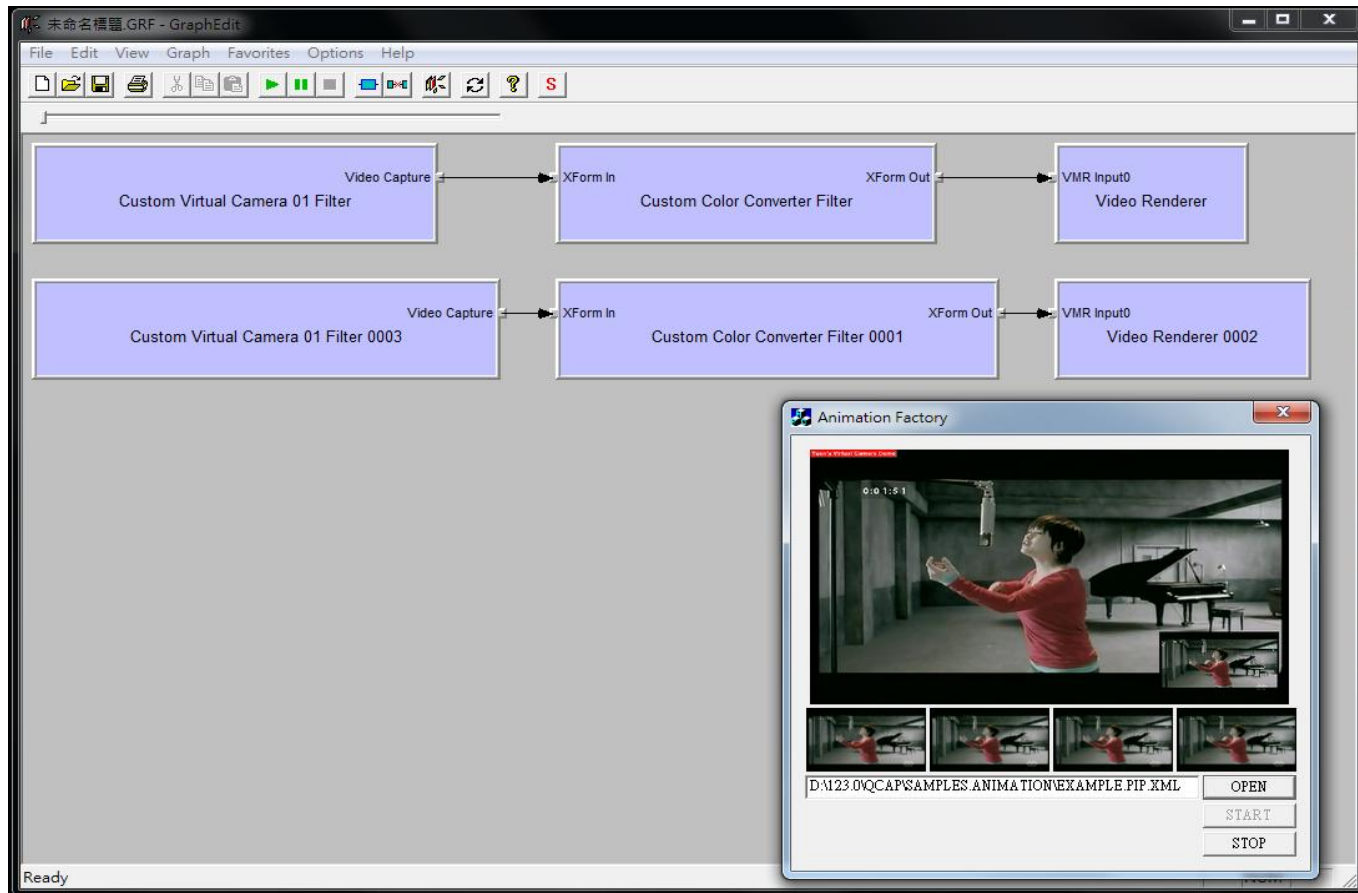 未命名標題.GRF - GraphEdit
File Edit View Graph Favorites Options Help
S
Video Capture
Custom Virtual Camera 01 Filter
XForm In
XForm Out
Custom Color Converter Filter
VMR Input0
Video Renderer
Video Capture
Custom Virtual Camera 01 Filter 0003
XForm In
XForm Out
Custom Color Converter Filter 0001
VMR Input0
Video Renderer 0002
Animation Factory
Virtual Camera Demo
0:01:51
D:\123.0\QCAP\SAMPLES.ANIMATION\EXAMPLE.PIP.XML
OPEN
START
STOP
Ready